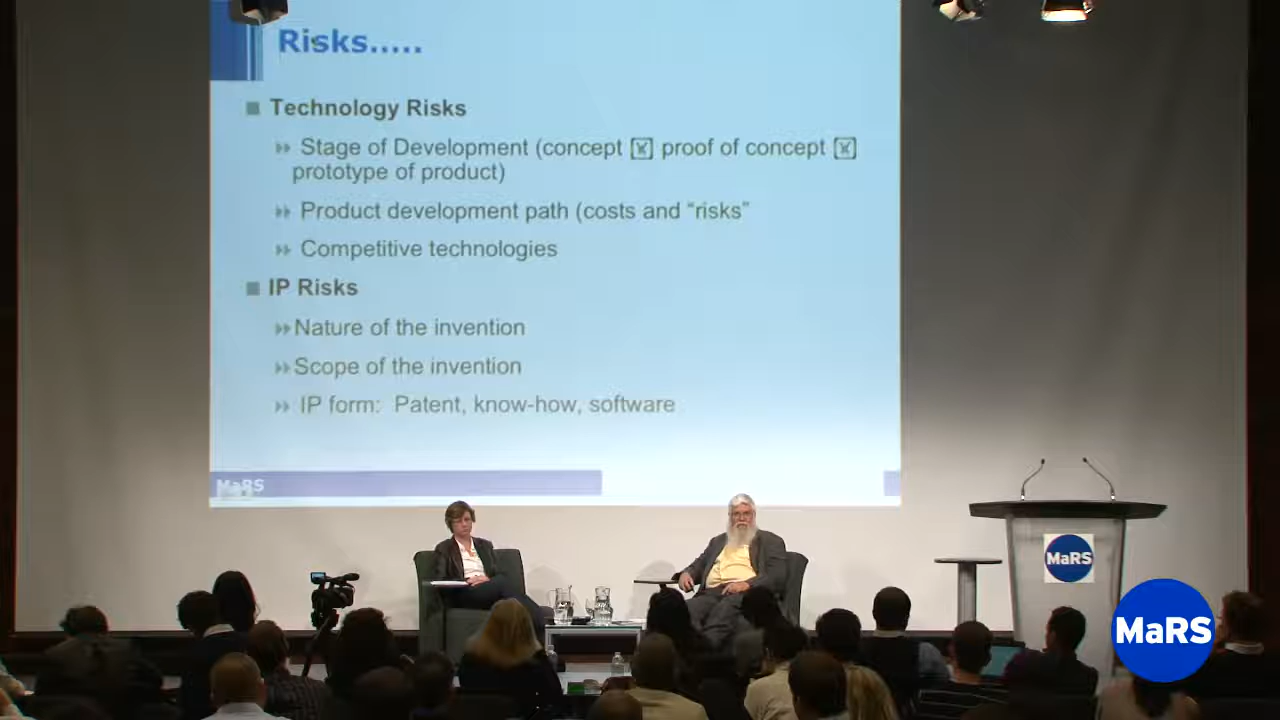 Risks.....
Technology Risks
Stage of Development (concept proof of concept
prototype of product)
Product development path (costs and “risks”
Competitive technologies
IP Risks
Nature of the invention
Scope of the invention
IP form: Patent, know-how, software
MaRS
MaRS
MaRS